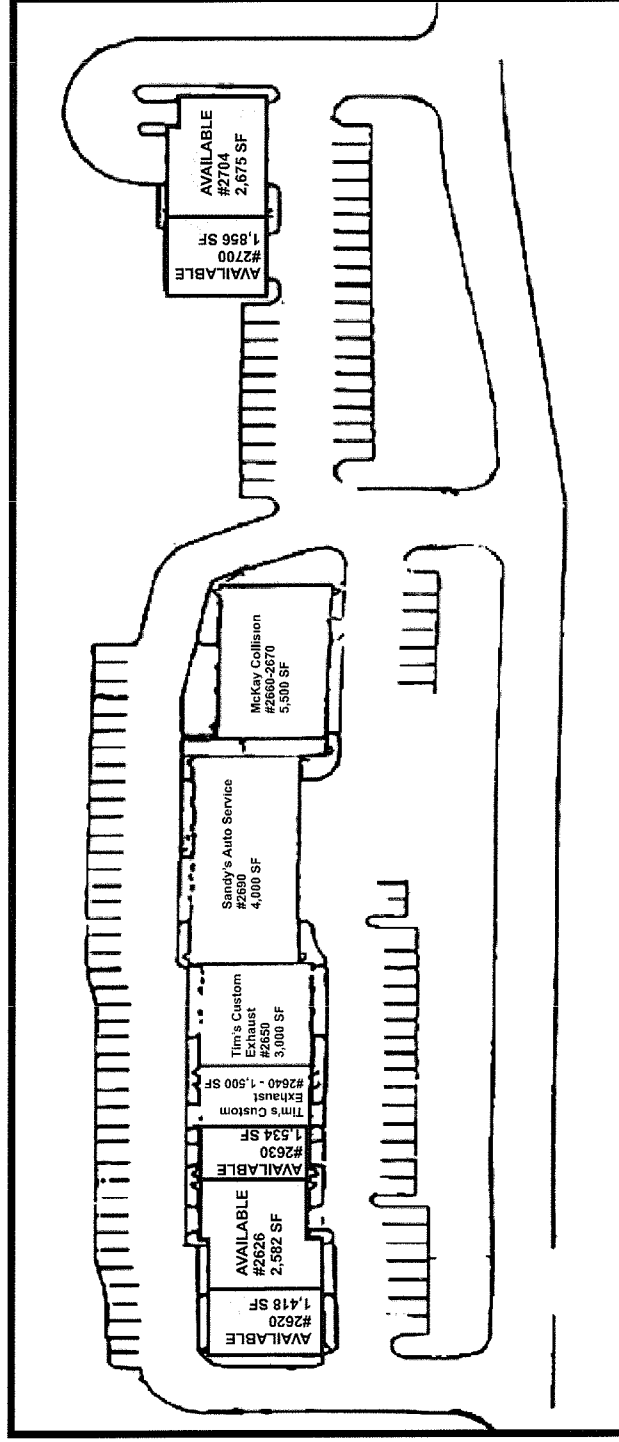 AVAILABLE
#2704
2,675 SF
AVAILABLE
#2700
1,856 SF
McKay Collision
#2660-2670
5,500 SF
Sandy's Auto Service
#2690
4,000 SF
Tim's Custom
Exhaust
#2650
3,000 SF
Tim's Custom
Exhaust
#2640 - 1,500 SF
AVAILABLE
#2630
1,534 SF
AVAILABLE
#2626
2,582 SF
AVAILABLE
#2620
1,418 SF